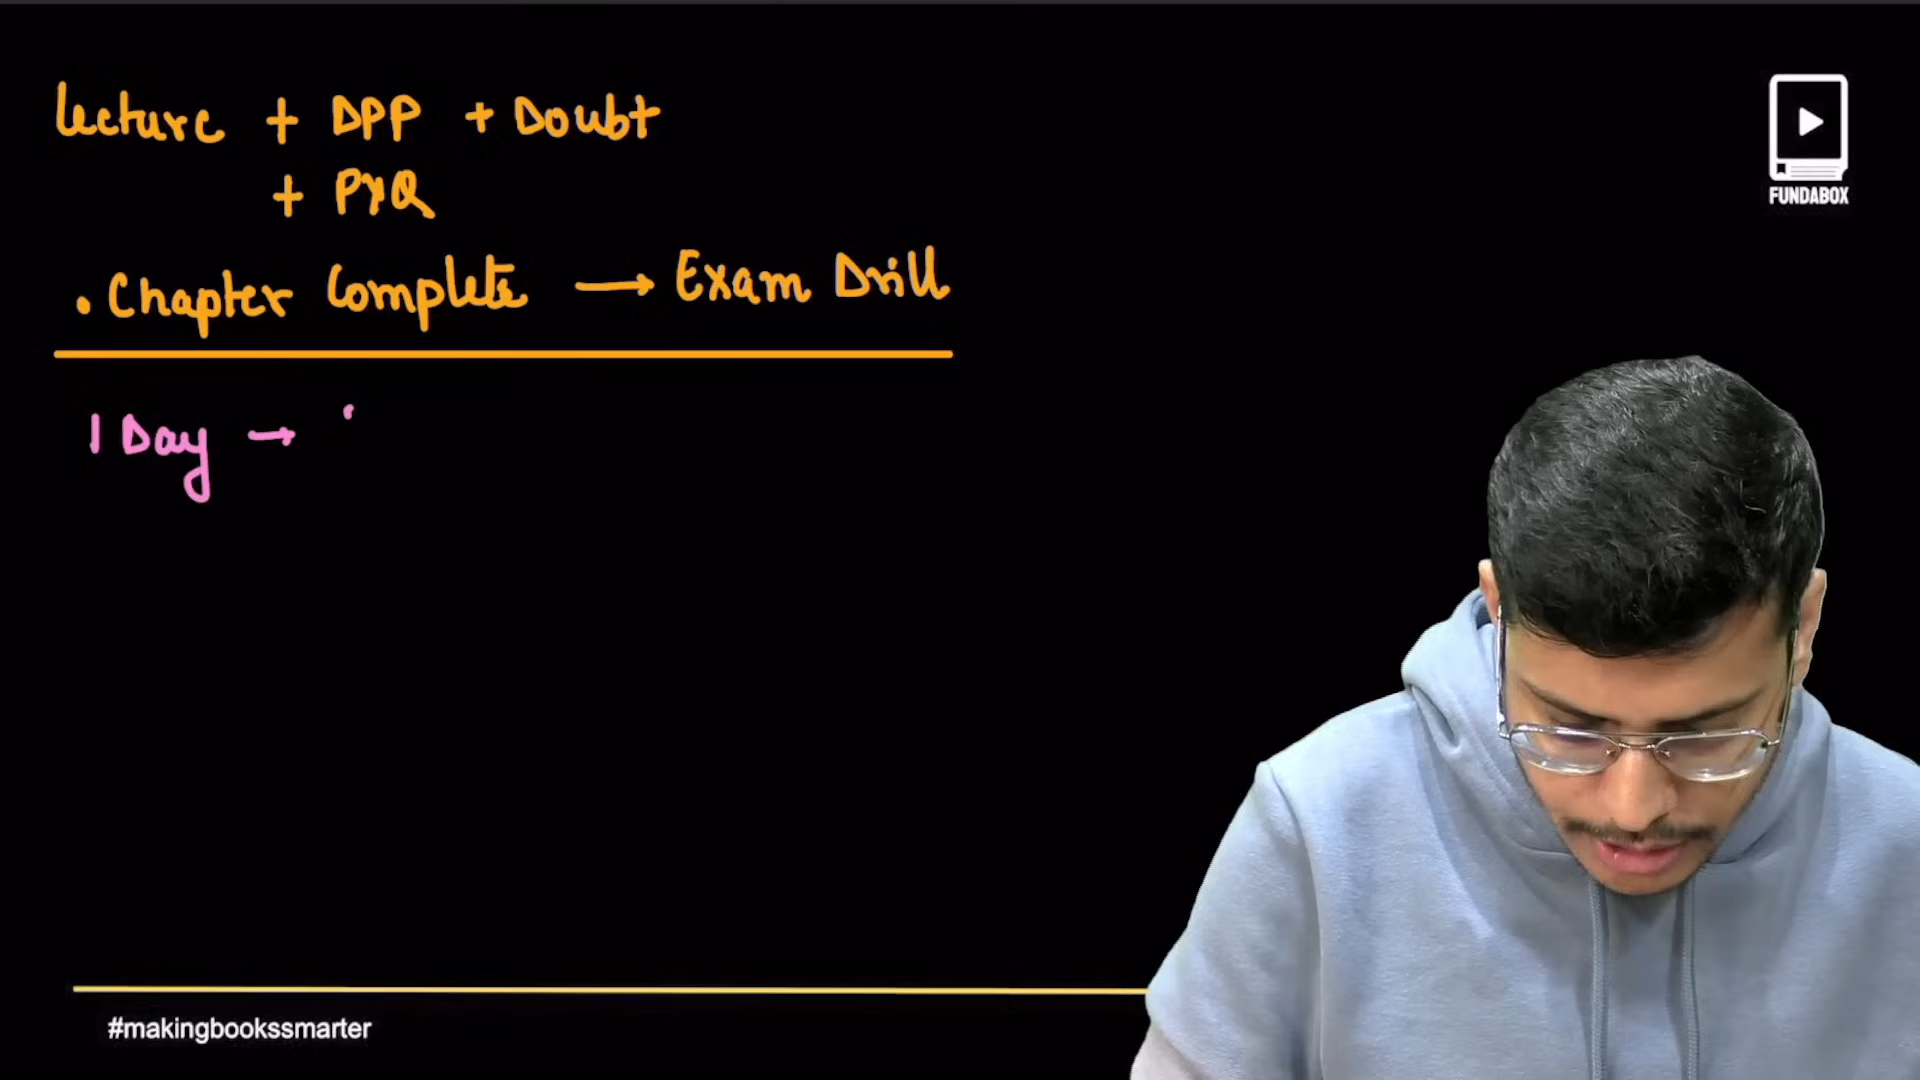 Lecture + DPP + Doubt
+ PYQ
FUNDABOX
. Chapter Complete → Exam Drill
1 Day →
#makingbookssmarter